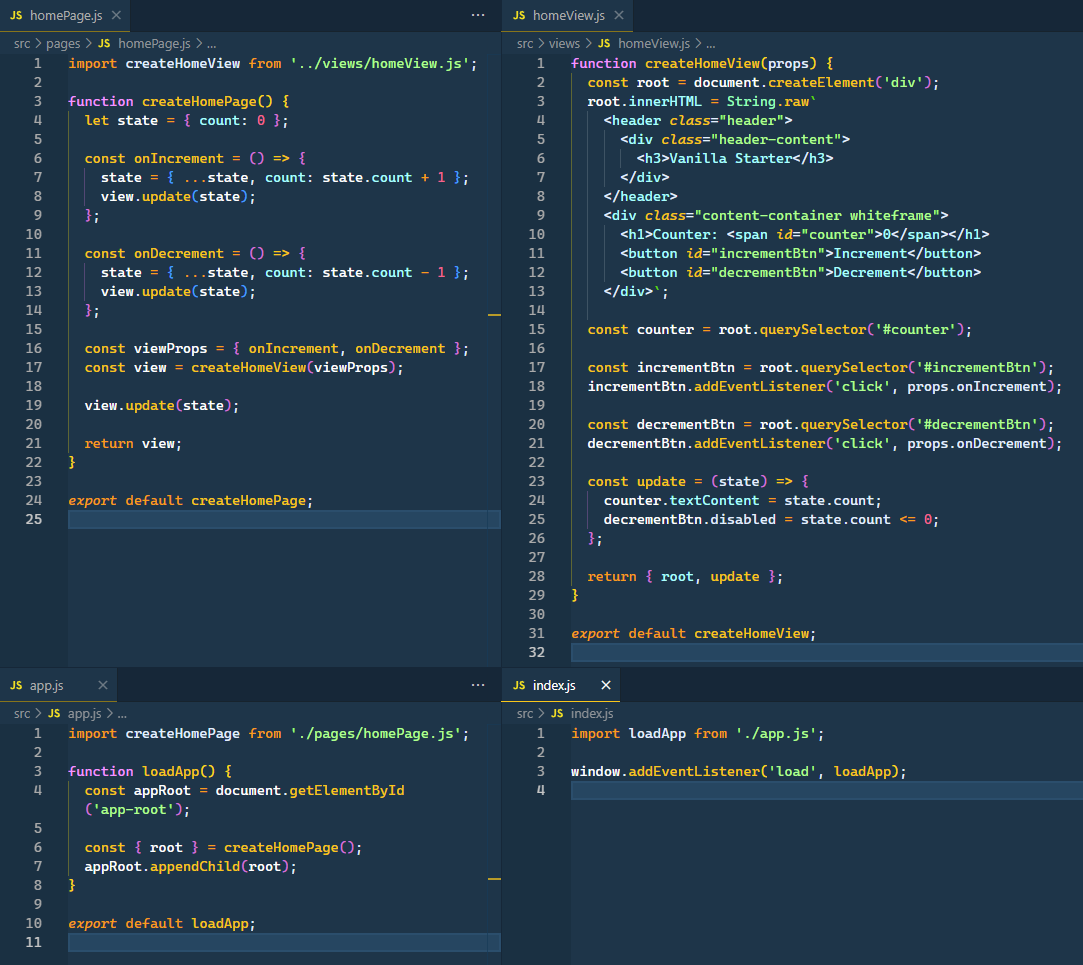 JS homePage.js ✕ ···
src > pages > JS homePage.js > ...
1 import createHomeView from '../views/homeView.js';
2
3 function createHomePage() {
4   let state = { count: 0 };
5
6   const onIncrement = () => {
7     state = { ...state, count: state.count + 1 };
8     view.update(state);
9   };
10
11   const onDecrement = () => {
12     state = { ...state, count: state.count - 1 };
13     view.update(state);
14   };
15
16   const viewProps = { onIncrement, onDecrement };
17   const view = createHomeView(viewProps);
18
19   view.update(state);
20
21   return view;
22 }
23
24 export default createHomePage;
25
JS homeView.js ✕
src > views > JS homeView.js > ...
1 function createHomeView(props) {
2   const root = document.createElement('div');
3   root.innerHTML = String.raw`
4     <header class="header">
5       <div class="header-content">
6         <h3>Vanilla Starter</h3>
7       </div>
8     </header>
9     <div class="content-container whiteframe">
10       <h1>Counter: <span id="counter">0</span></h1>
11       <button id="incrementBtn">Increment</button>
12       <button id="decrementBtn">Decrement</button>
13     </div>`;
14
15   const counter = root.querySelector('#counter');
16
17   const incrementBtn = root.querySelector('#incrementBtn');
18   incrementBtn.addEventListener('click', props.onIncrement);
19
20   const decrementBtn = root.querySelector('#decrementBtn');
21   decrementBtn.addEventListener('click', props.onDecrement);
22
23   const update = (state) => {
24     counter.textContent = state.count;
25     decrementBtn.disabled = state.count <= 0;
26   };
27
28   return { root, update };
29 }
30
31 export default createHomeView;
32
JS app.js ✕ ···
src > JS app.js > ...
1 import createHomePage from './pages/homePage.js';
2
3 function loadApp() {
4   const appRoot = document.getElementById
  ('app-root');
5
6   const { root } = createHomePage();
7   appRoot.appendChild(root);
8 }
9
10 export default loadApp;
11
JS index.js ✕
src > JS index.js
1 import loadApp from './app.js';
2
3 window.addEventListener('load', loadApp);
4